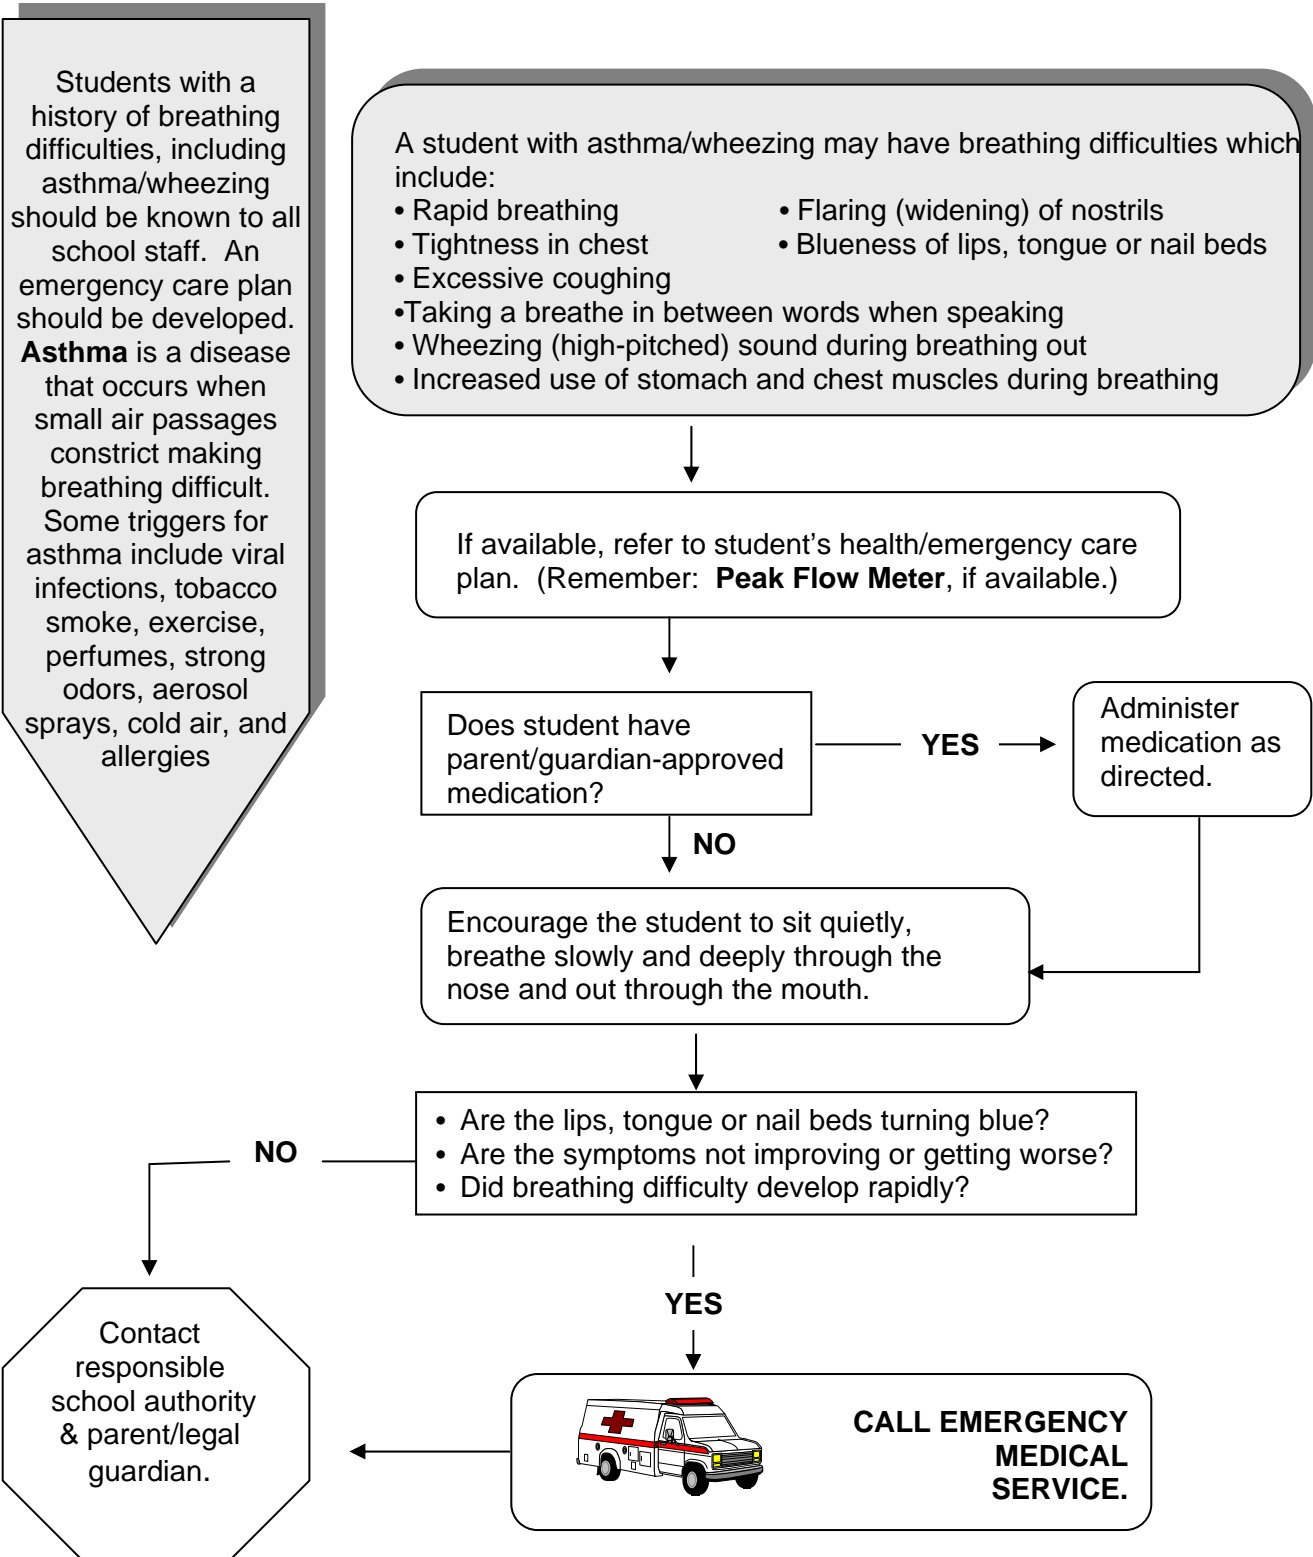 Students with a
history of breathing
difficulties, including
asthma/wheezing
should be known to all
school staff.  An
emergency care plan
should be developed.
Asthma is a disease
that occurs when
small air passages
constrict making
breathing difficult.
Some triggers for
asthma include viral
infections, tobacco
smoke, exercise,
perfumes, strong
odors, aerosol
sprays, cold air, and
allergies
A student with asthma/wheezing may have breathing difficulties which
include:
• Rapid breathing • Flaring (widening) of nostrils
• Tightness in chest • Blueness of lips, tongue or nail beds
• Excessive coughing
•Taking a breathe in between words when speaking
• Wheezing (high-pitched) sound during breathing out
• Increased use of stomach and chest muscles during breathing
If available, refer to student’s health/emergency care
plan.  (Remember:  Peak Flow Meter, if available.)
Does student have
parent/guardian-approved
medication?
YES
Administer
medication as
directed.
NO
Encourage the student to sit quietly,
breathe slowly and deeply through the
nose and out through the mouth.
• Are the lips, tongue or nail beds turning blue?
• Are the symptoms not improving or getting worse?
• Did breathing difficulty develop rapidly?
NO
YES
Contact
responsible
school authority
& parent/legal
guardian.
CALL EMERGENCY
MEDICAL
SERVICE.